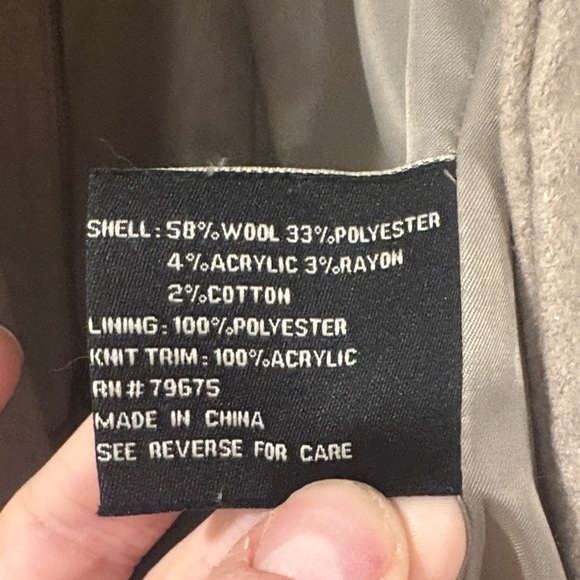 SHELL: 58% WOOL 33% POLYESTER
4% ACRYLIC 3% RAYON
2% COTTON
LINING: 100% POLYESTER
KNIT TRIM: 100% ACRYLIC
RN # 79675
MADE IN CHINA
SEE REVERSE FOR CARE